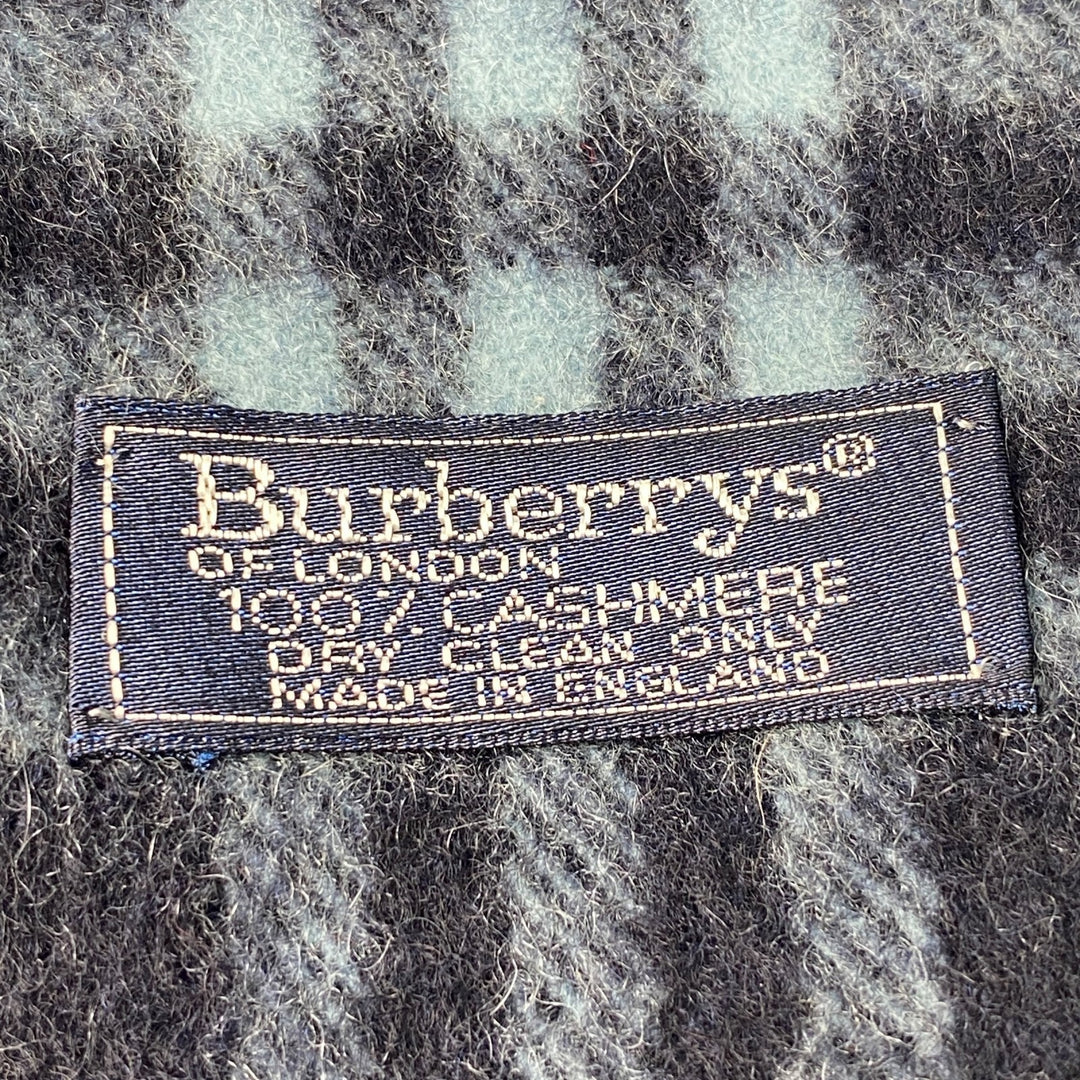 Burberrys®
OF LONDON
100% CASHMERE
DRY CLEAN ONLY
MADE IN ENGLAND